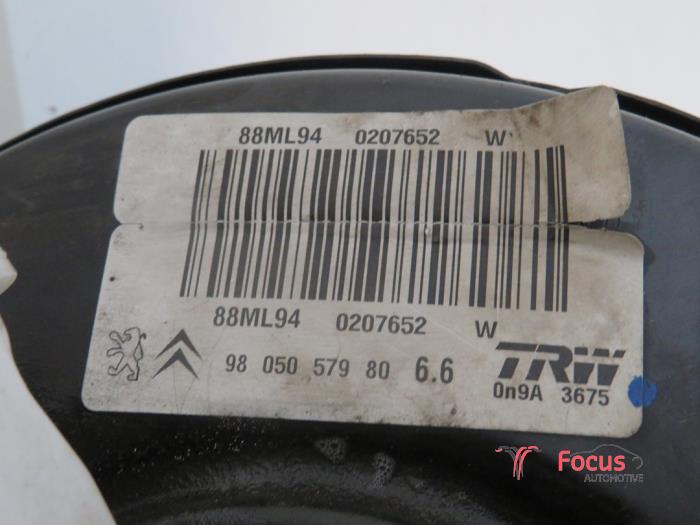 88ML94 0207652 W
88ML94 0207652 W
98 050 579 80 6.6 TRW
0n9A 3675
Focus
AUTOMOTIVE